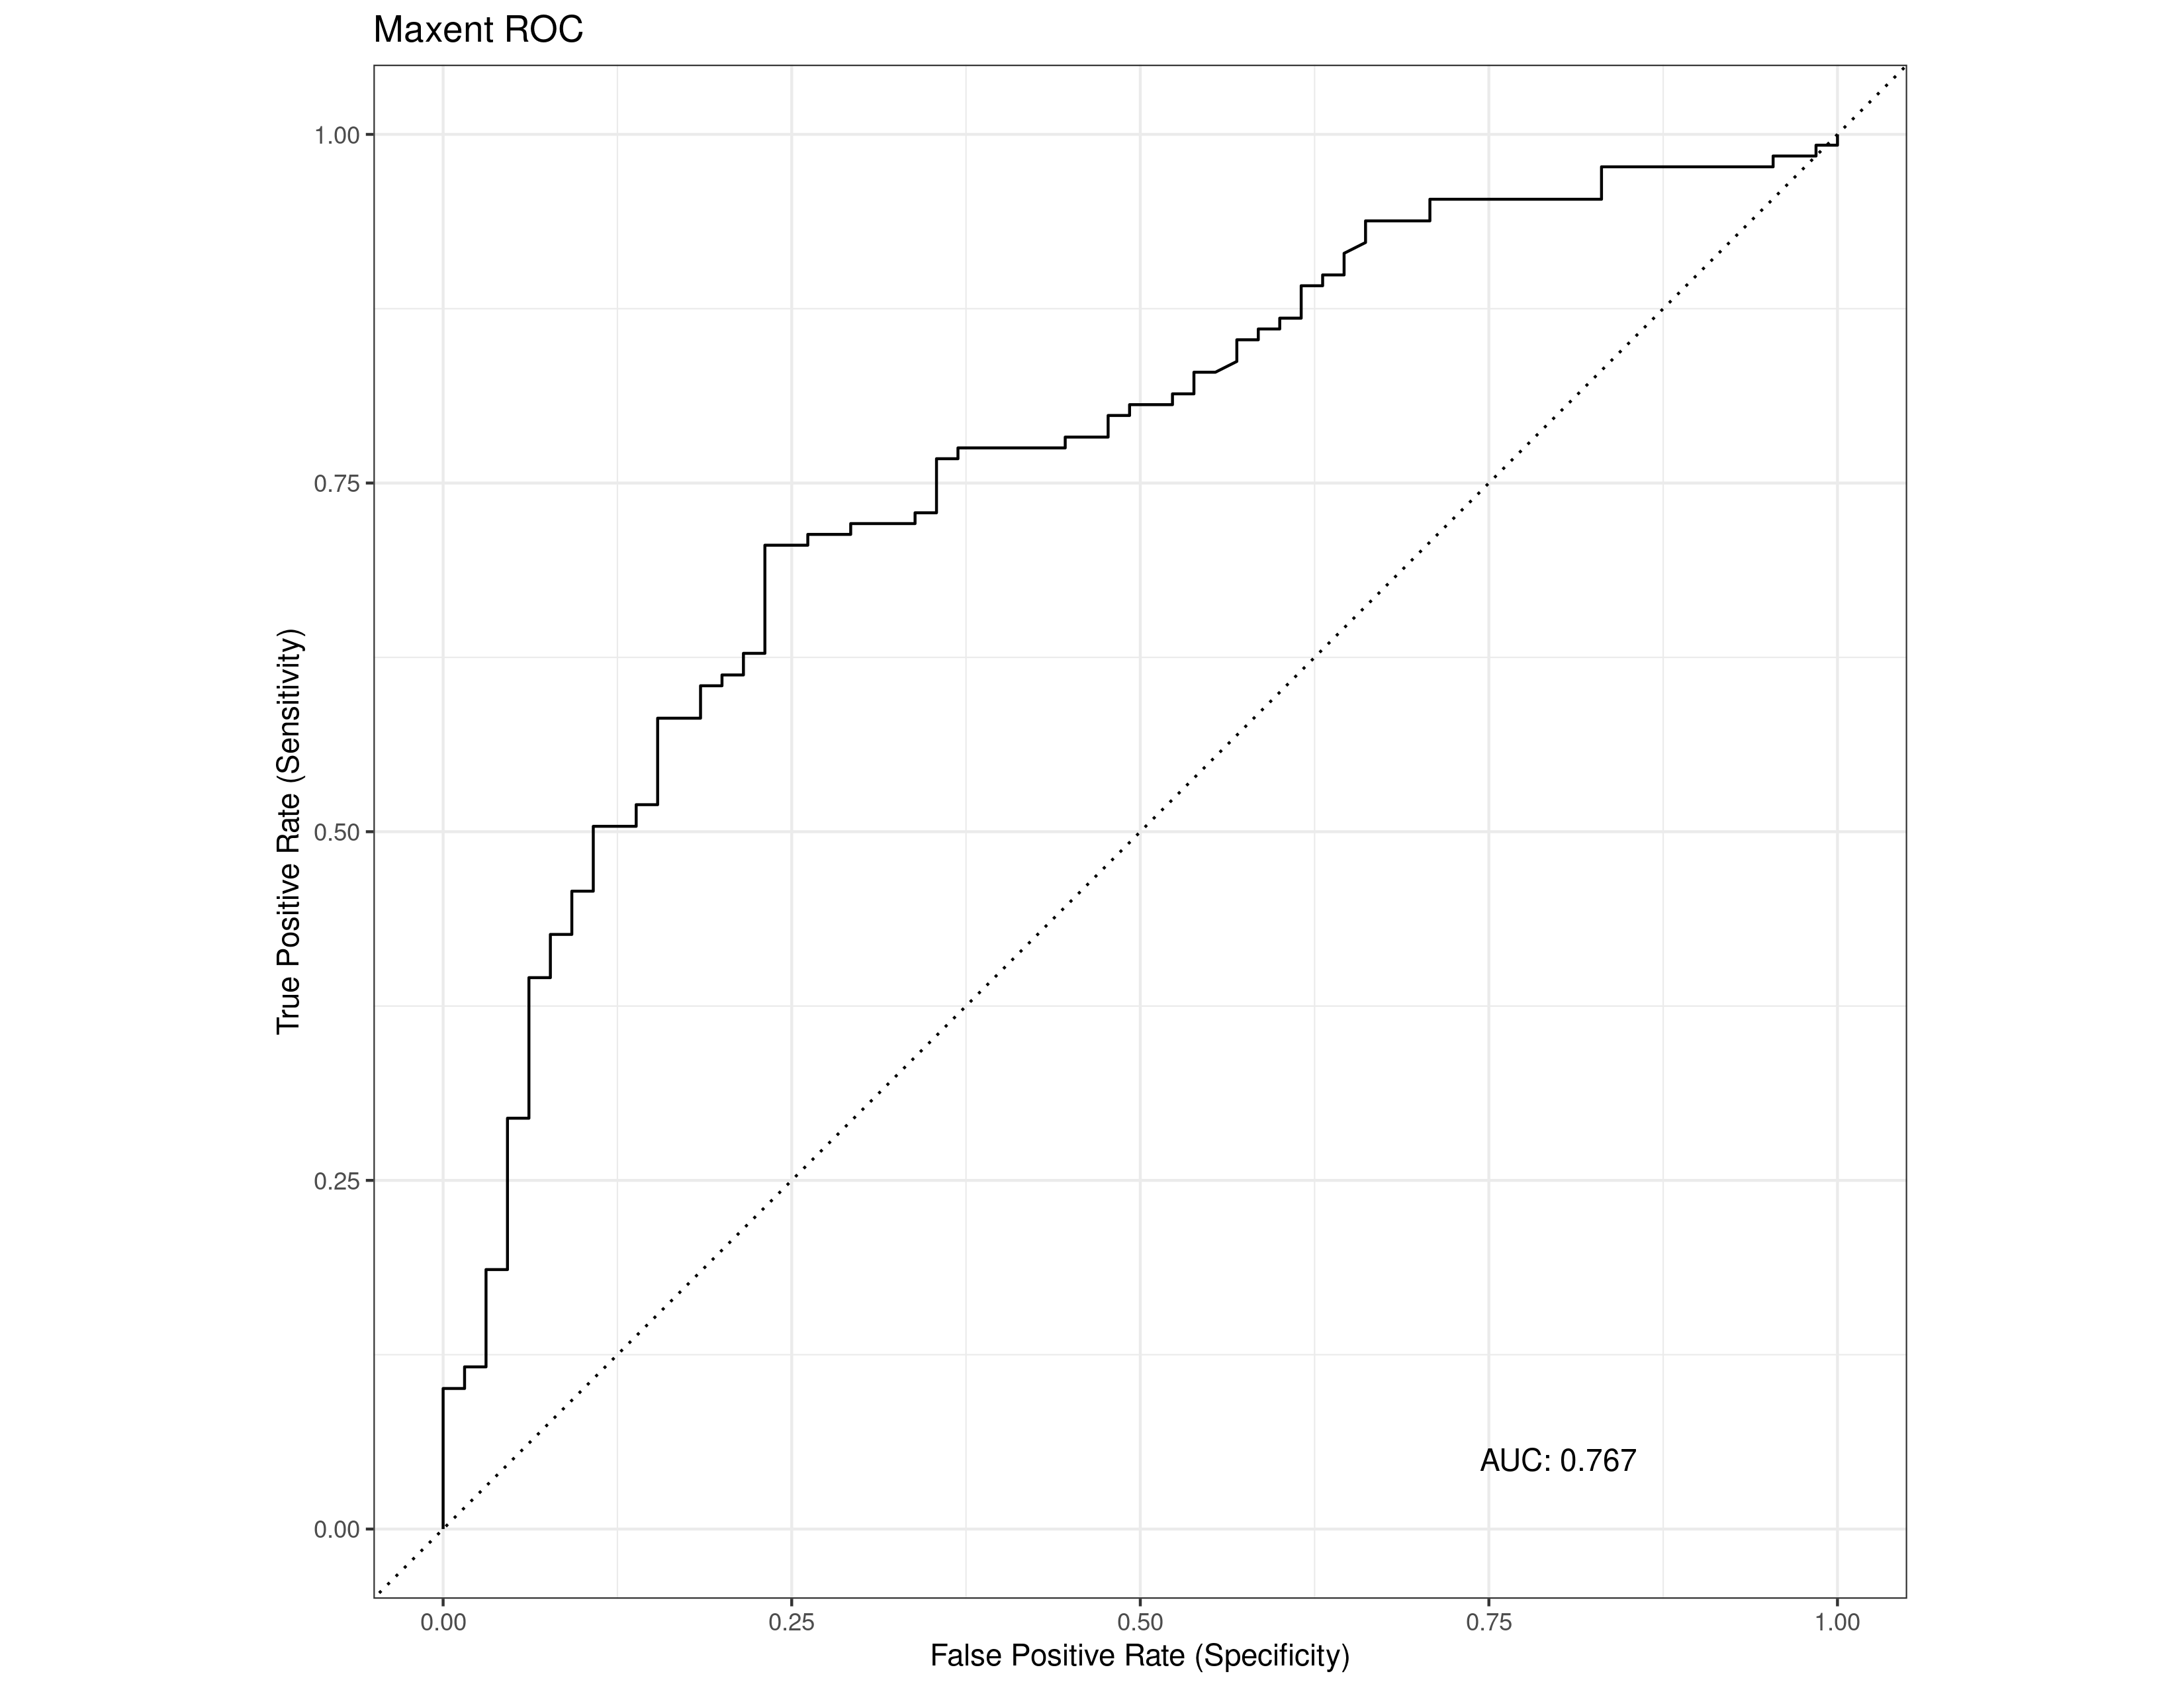 Maxent ROC
1.00
0.75
0.50
0.25
0.00
True Positive Rate (Sensitivity)
AUC: 0.767
0.00 0.25 0.50 0.75 1.00
False Positive Rate (Specificity)